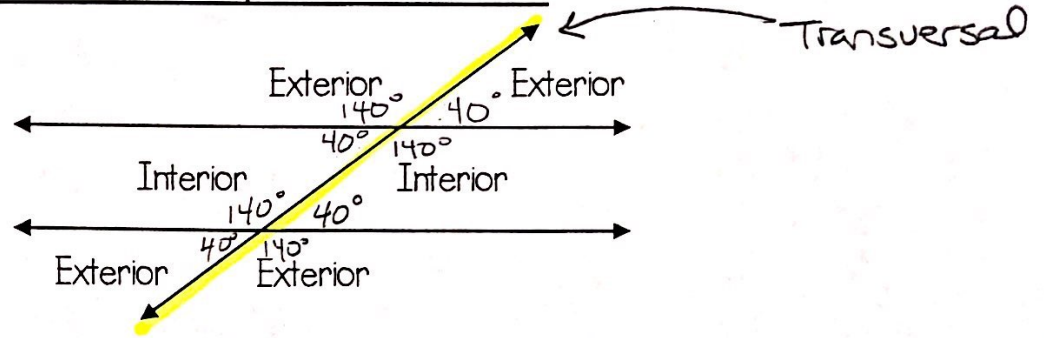 Transversal
Exterior Exterior
140° 40°
40° 140°
Interior Interior
140° 40°
40° 140°
Exterior Exterior